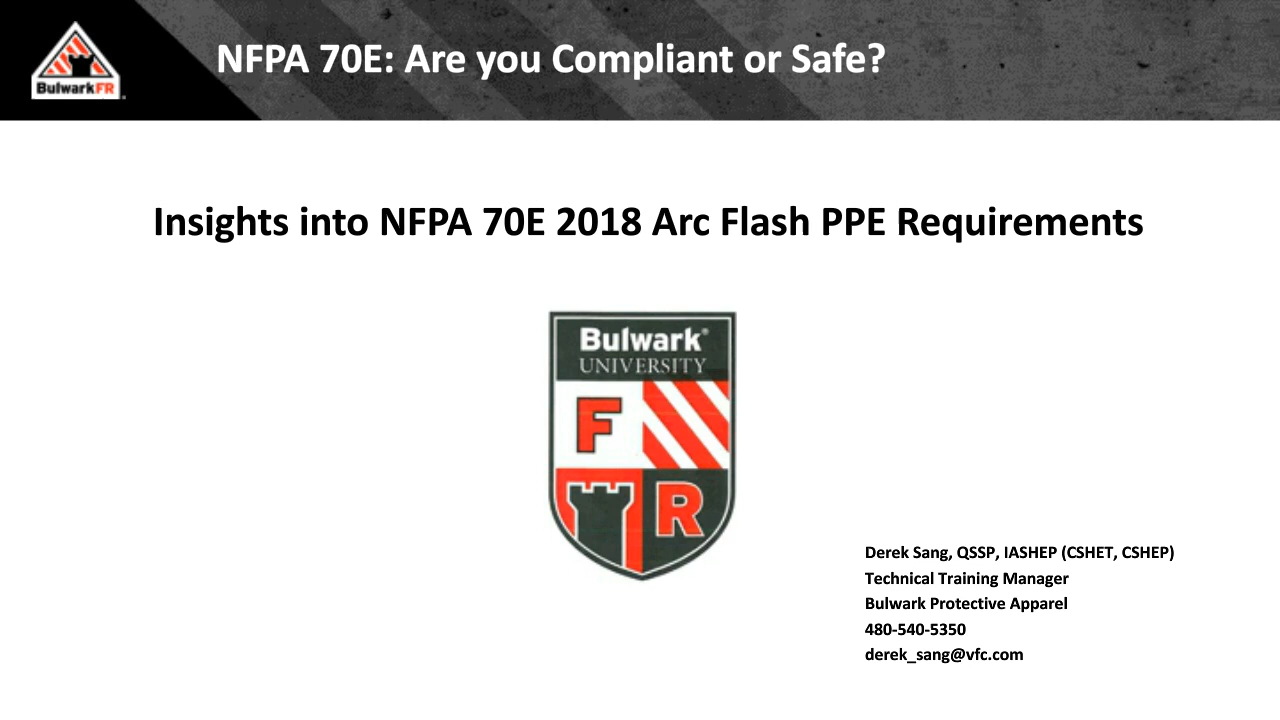 BulwarkFR
NFPA 70E: Are you Compliant or Safe?
Insights into NFPA 70E 2018 Arc Flash PPE Requirements
Bulwark®
UNIVERSITY
F
R
Derek Sang, QSSP, IASHEP (CSHET, CSHEP)
Technical Training Manager
Bulwark Protective Apparel
480-540-5350
derek_sang@vfc.com